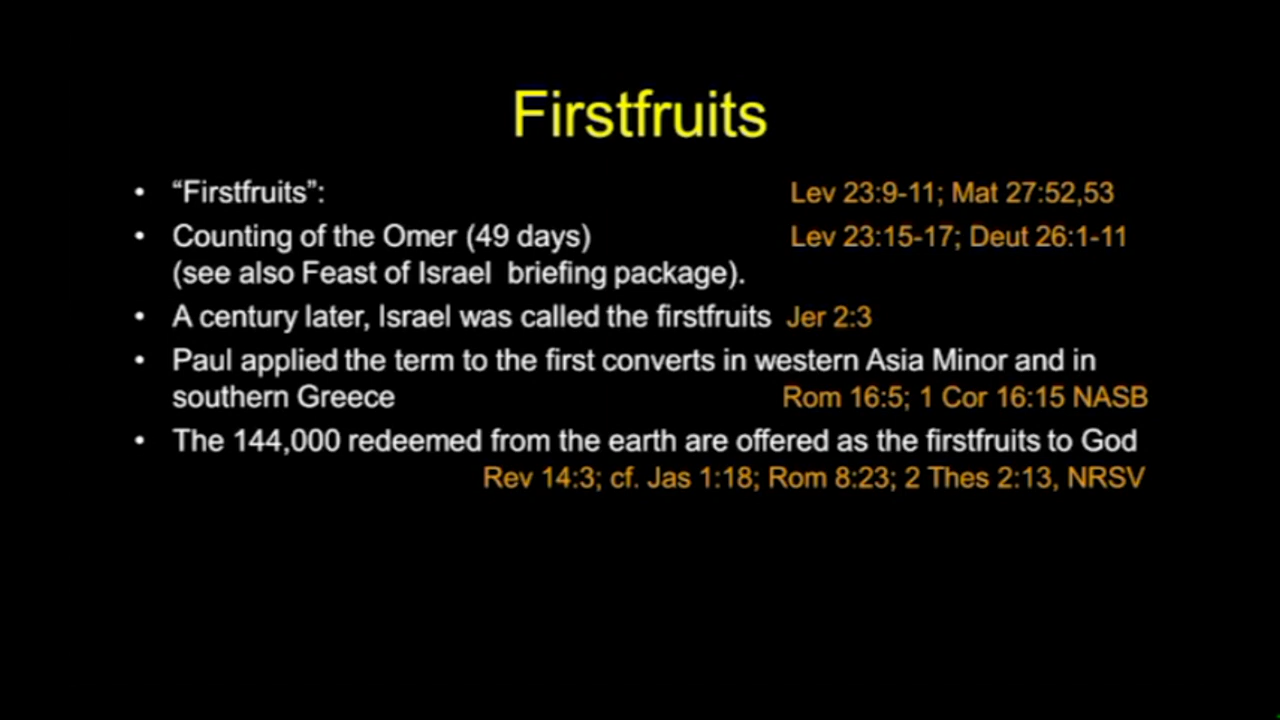 Firstfruits
• “Firstfruits”: Lev 23:9-11; Mat 27:52,53
• Counting of the Omer (49 days) Lev 23:15-17; Deut 26:1-11
(see also Feast of Israel briefing package).
• A century later, Israel was called the firstfruits Jer 2:3
• Paul applied the term to the first converts in western Asia Minor and in
southern Greece Rom 16:5; 1 Cor 16:15 NASB
• The 144,000 redeemed from the earth are offered as the firstfruits to God
Rev 14:3; cf. Jas 1:18; Rom 8:23; 2 Thes 2:13, NRSV